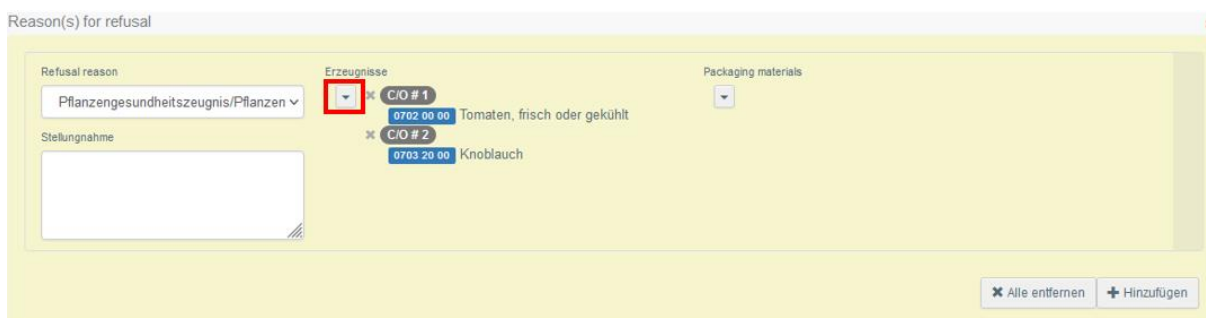 Reason(s) for refusal
Refusal reason
Pflanzengesundheitszeugnis/Pflanzen
Stellungnahme
Erzeugnisse
C/O # 1
0702 00 00 Tomaten, frisch oder gekühlt
C/O # 2
0703 20 00 Knoblauch
Packaging materials
Alle entfernen
Hinzufügen